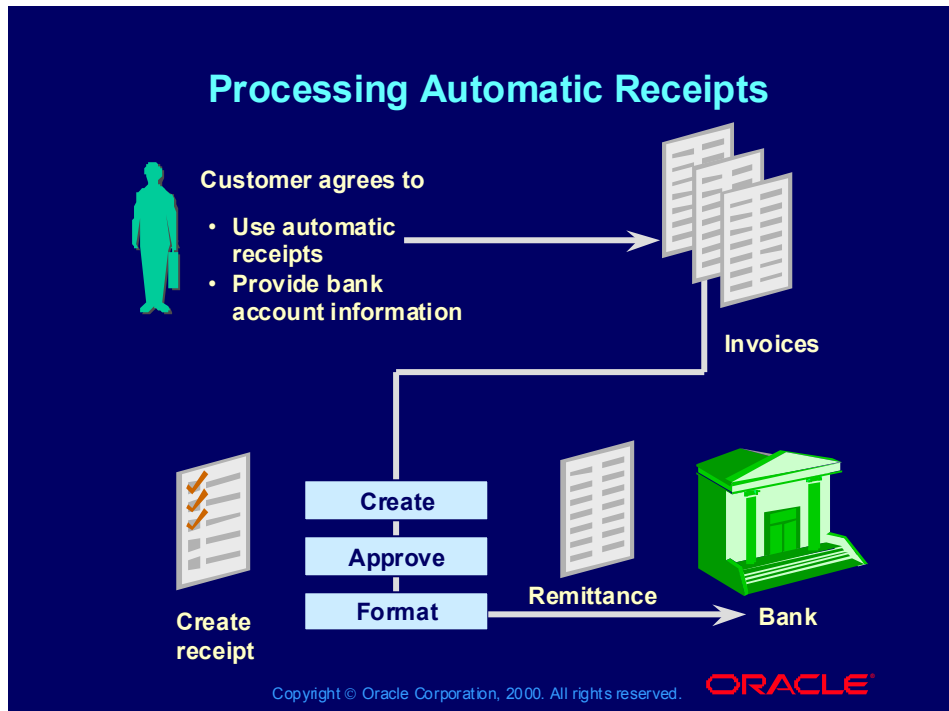 Processing Automatic Receipts
Customer agrees to
• Use automatic
receipts
• Provide bank
account information
Invoices
Create
Approve
Format
Remittance
Bank
Create
receipt
Copyright © Oracle Corporation, 2000. All rights reserved.
ORACLE®